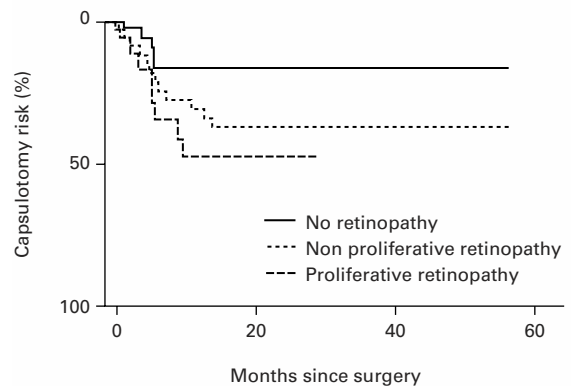 0
50
100
Capsulotomy risk (%)
No retinopathy
Non proliferative retinopathy
Proliferative retinopathy
0 20 40 60
Months since surgery